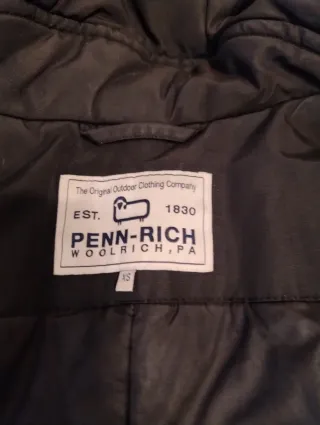 The Original Outdoor Clothing Company
EST. 1830
PENN-RICH
WOOLRICH, PA
XS